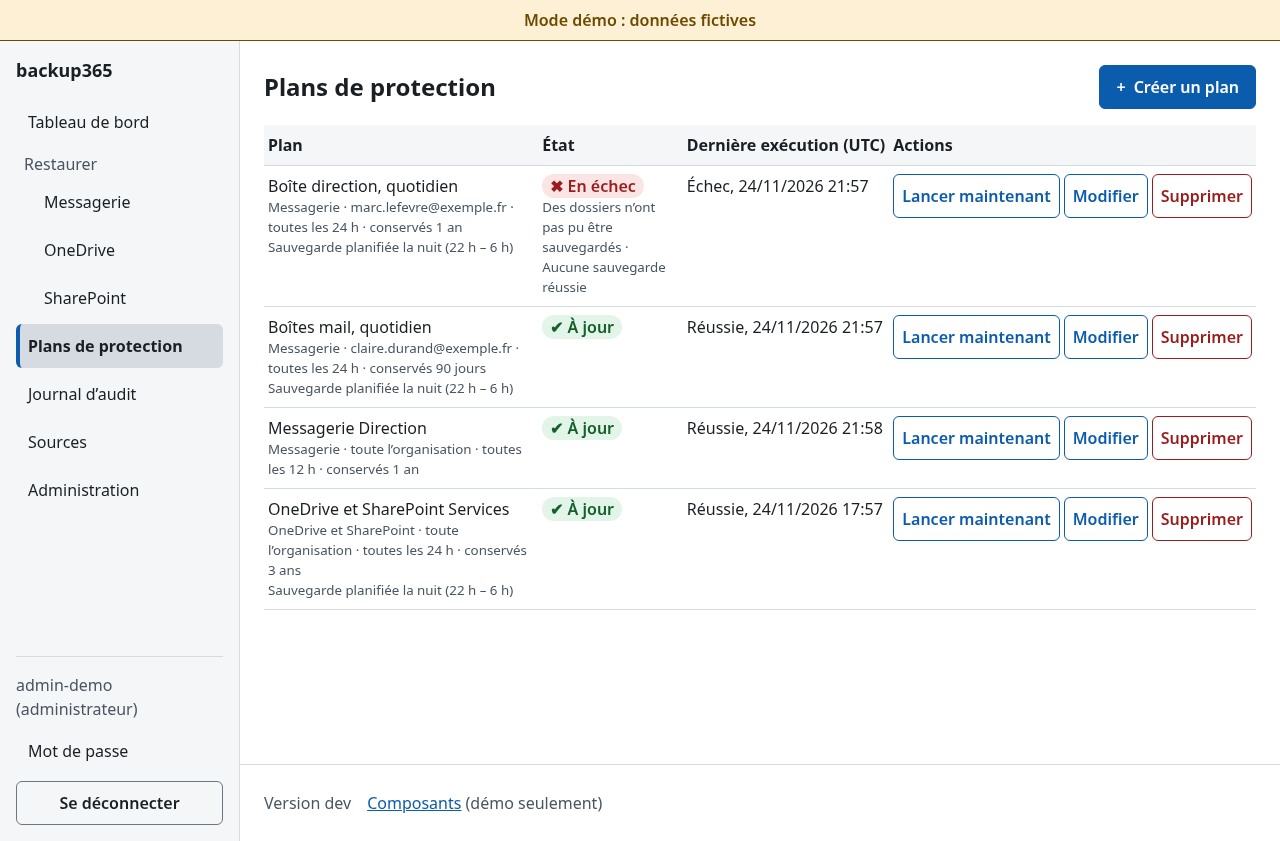 Mode démo : données fictives
backup365
Tableau de bord
Restaurer
Messagerie
OneDrive
SharePoint
Plans de protection
Journal d’audit
Sources
Administration
admin-demo
(administrateur)
Mot de passe
Se déconnecter
Plans de protection
+ Créer un plan
Plan État Dernière exécution (UTC) Actions
Boîte direction, quotidien
Messagerie · marc.lefevre@exemple.fr ·
toutes les 24 h · conservés 1 an
Sauvegarde planifiée la nuit (22 h – 6 h)
✖ En échec
Des dossiers n’ont
pas pu être
sauvegardés ·
Aucune sauvegarde
réussie
Échec, 24/11/2026 21:57
Lancer maintenant Modifier Supprimer
Boîtes mail, quotidien
Messagerie · claire.durand@exemple.fr ·
toutes les 24 h · conservés 90 jours
Sauvegarde planifiée la nuit (22 h – 6 h)
✔ À jour
Réussie, 24/11/2026 21:57
Lancer maintenant Modifier Supprimer
Messagerie Direction
Messagerie · toute l’organisation · toutes
les 12 h · conservés 1 an
✔ À jour
Réussie, 24/11/2026 21:58
Lancer maintenant Modifier Supprimer
OneDrive et SharePoint Services
OneDrive et SharePoint · toute
l’organisation · toutes les 24 h · conservés
3 ans
Sauvegarde planifiée la nuit (22 h – 6 h)
✔ À jour
Réussie, 24/11/2026 17:57
Lancer maintenant Modifier Supprimer
Version dev Composants (démo seulement)